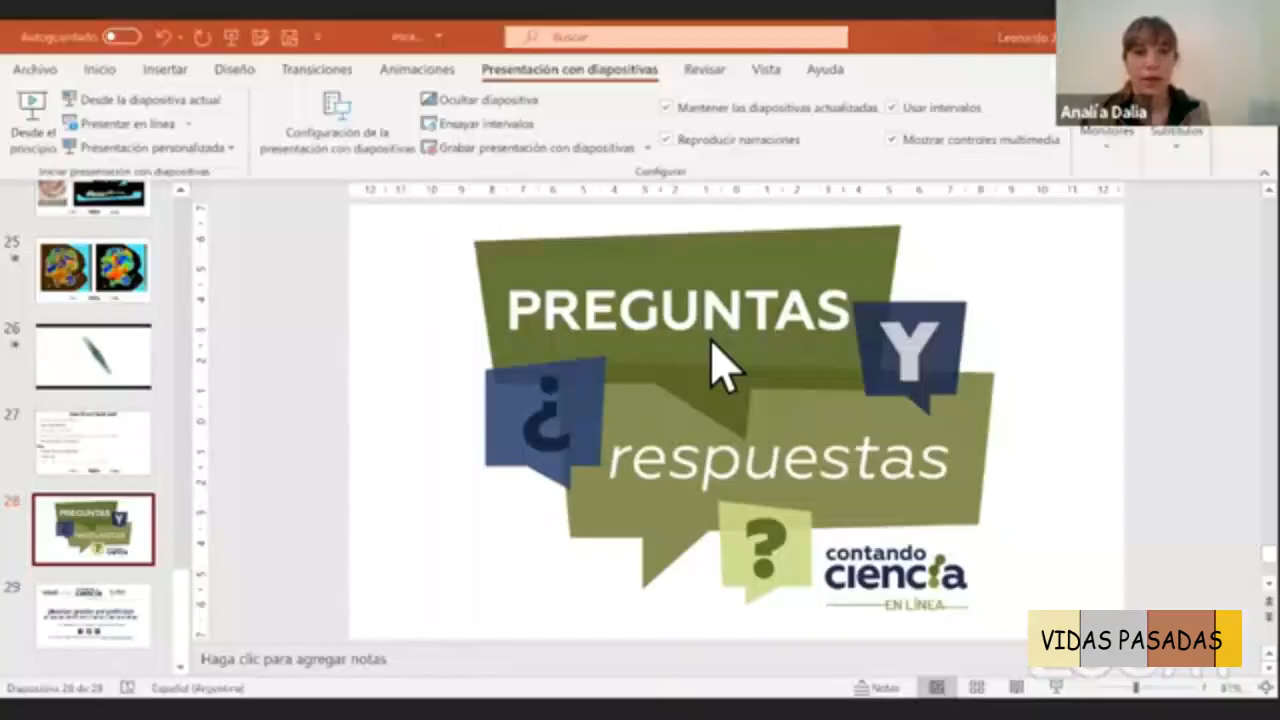 Autoguardado
Buscar
Archivo Inicio Insertar Diseño Transiciones Animaciones Presentación con diapositivas Revisar Vista Ayuda
Desde el principio
Desde la diapositiva actual
Presentar en línea
Presentación personalizada
Iniciar presentación con diapositivas
Configuración de la presentación con diapositivas
Ocultar diapositiva
Ensayar intervalos
Grabar presentación con diapositivas
Mantener las diapositivas actualizadas
Reproducir narraciones
Usar intervalos
Mostrar controles multimedia
Configurar
Monitores
Subtítulos
Analía Dalia
25
26
27
28
29
PREGUNTAS
Y
¿
respuestas
?
contando
ciencia
EN LÍNEA
VIDAS PASADAS
Haga clic para agregar notas
Diapositiva 28 de 29
Español (Argentina)
Notas